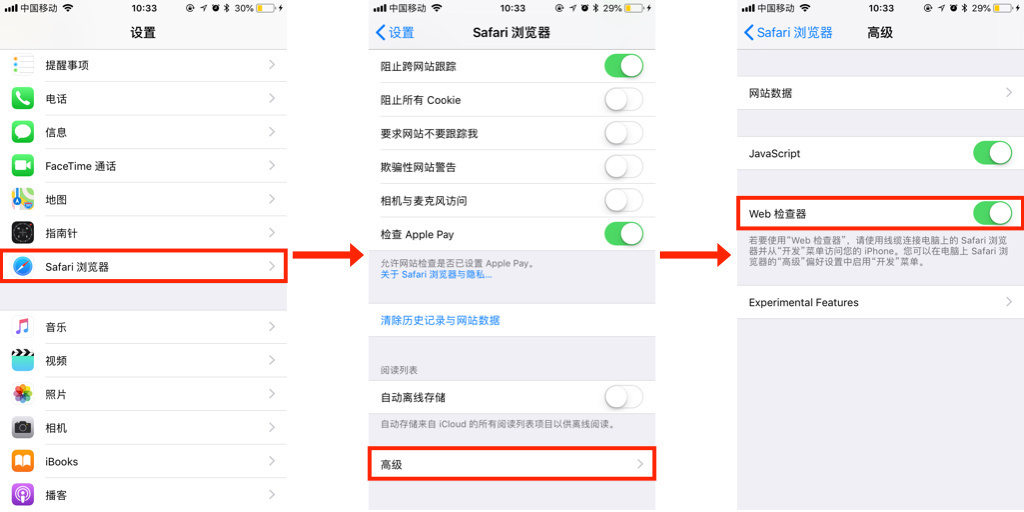 中国移动 10:33 30%
设置
提醒事项
电话
信息
FaceTime 通话
地图
指南针
Safari 浏览器
音乐
视频
照片
相机
iBooks
播客
中国移动 10:33 29%
设置 Safari 浏览器
阻止跨网站跟踪
阻止所有 Cookie
要求网站不要跟踪我
欺骗性网站警告
相机与麦克风访问
检查 Apple Pay
允许网站检查是否已设置 Apple Pay。
关于 Safari 浏览器与隐私...
清除历史记录与网站数据
阅读列表
自动离线存储
自动存储来自 iCloud 的所有阅读列表项目以供离线阅读。
高级
中国移动 10:33 29%
Safari 浏览器 高级
网站数据
JavaScript
Web 检查器
若要使用“Web 检查器”，请使用线缆连接电脑上的 Safari 浏览
器并从“开发”菜单访问您的 iPhone。您可以在电脑上 Safari 浏
览器的“高级”偏好设置中启用“开发”菜单。
Experimental Features